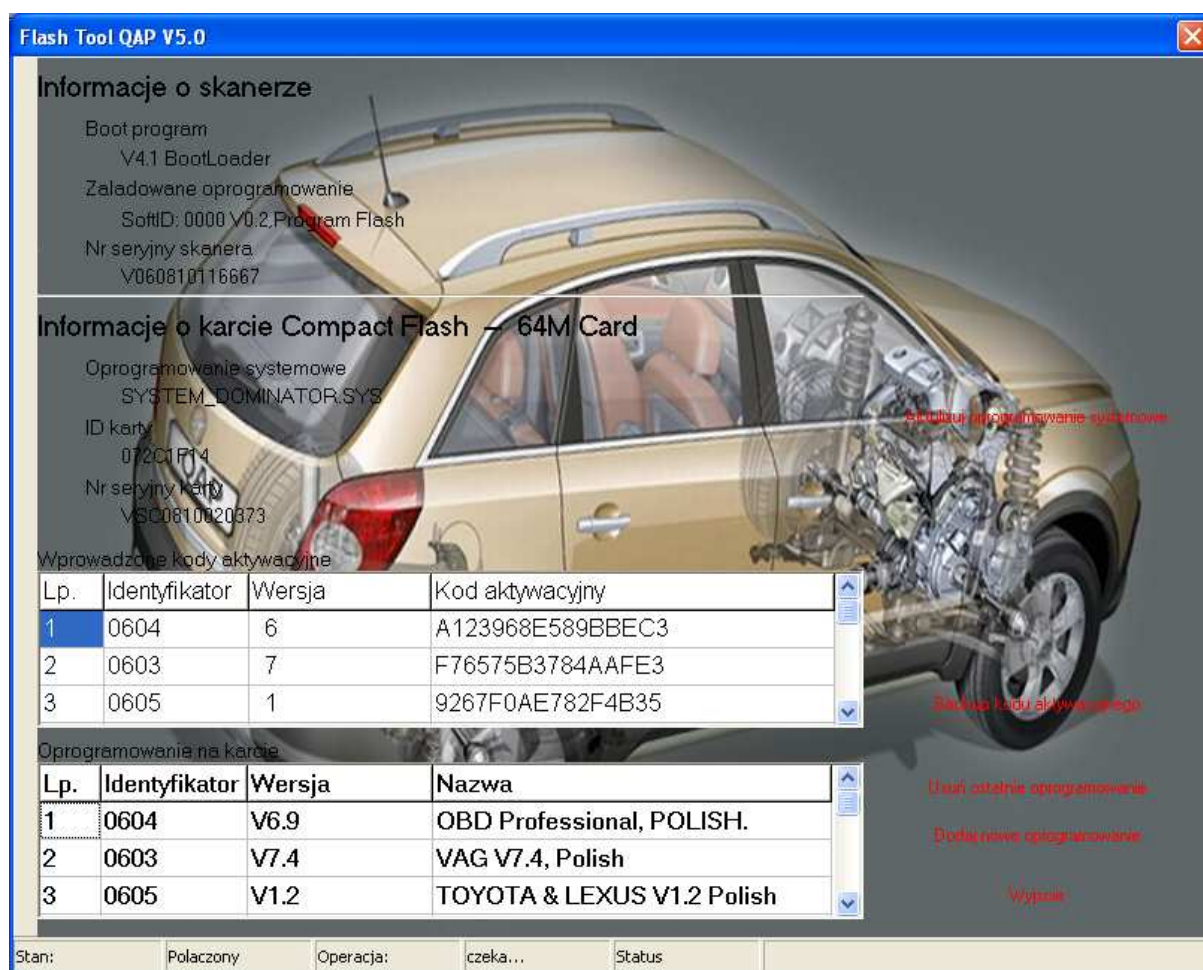 Flash Tool QAP V5.0
Informacje o skanerze
Boot program
V4.1 BootLoader
Zaladowane oprogramowanie
SoftID: 0000 V0.2,Program Flash
Nr seryjny skanera
V060810116667
Informacje o karcie Compact Flash – 64M Card
Oprogramowanie systemowe
SYSTEM_DOMINATOR.SYS
ID karty
072C1F14
Nr seryjny karty
VSC0810020373
oprogramowanie systemowe
Wprowadzone kody aktywacyjne
Lp. Identyfikator Wersja Kod aktywacyjny
1 0604 6 A123968E589BBEC3
2 0603 7 F76575B3784AAFE3
3 0605 1 9267F0AE782F4B35
Backup kodu aktywacyjnego
Oprogramowanie na karcie
Lp. Identyfikator Wersja Nazwa
1 0604 V6.9 OBD Professional, POLISH.
2 0603 V7.4 VAG V7.4, Polish
3 0605 V1.2 TOYOTA & LEXUS V1.2 Polish
Usuń ostatnie oprogramowanie
Dodaj nowe oprogramowanie
Stan: Polaczony Operacja: czeka... Status